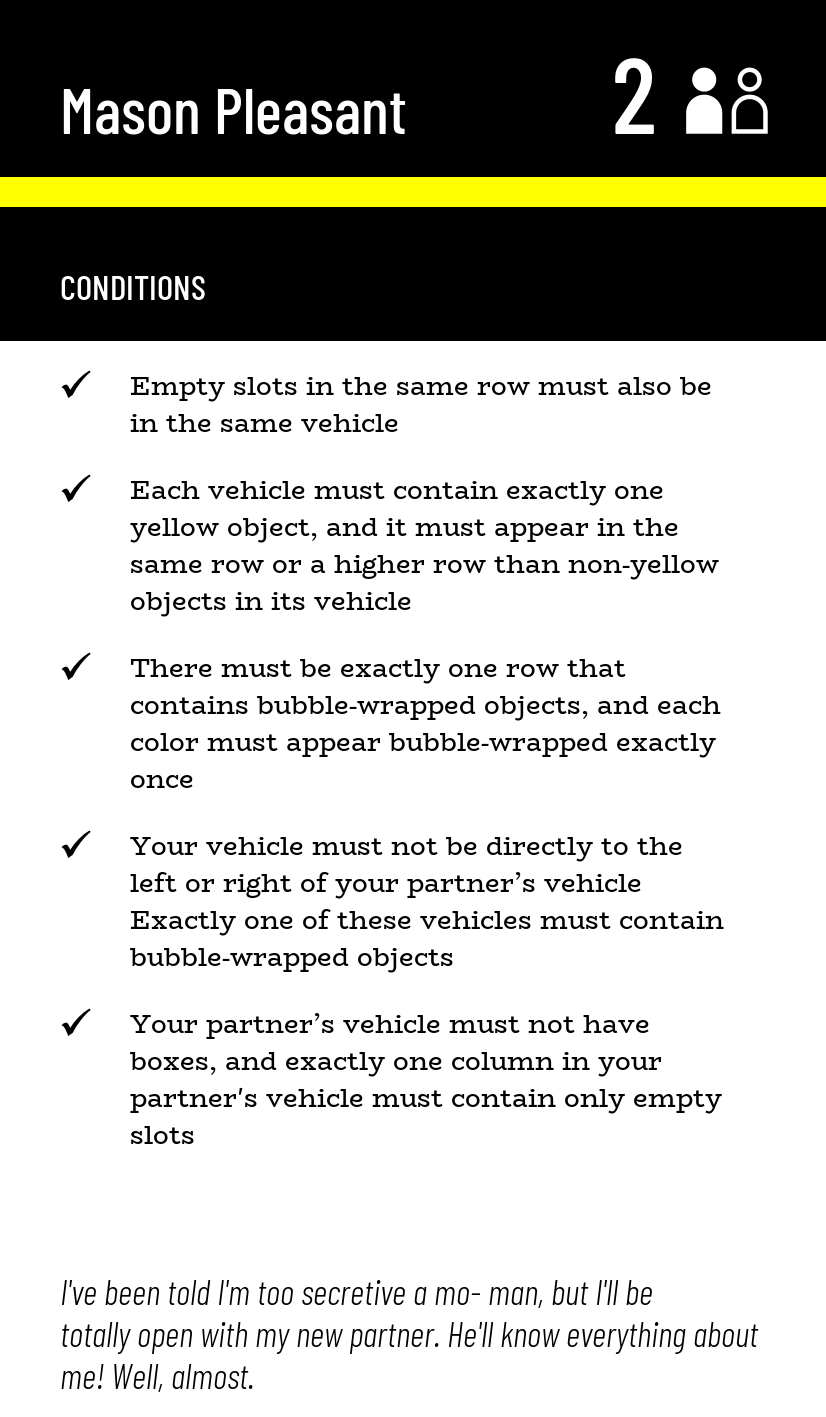 Mason Pleasant
2
CONDITIONS
Empty slots in the same row must also be
in the same vehicle
Each vehicle must contain exactly one
yellow object, and it must appear in the
same row or a higher row than non-yellow
objects in its vehicle
There must be exactly one row that
contains bubble-wrapped objects, and each
color must appear bubble-wrapped exactly
once
Your vehicle must not be directly to the
left or right of your partner’s vehicle
Exactly one of these vehicles must contain
bubble-wrapped objects
Your partner’s vehicle must not have
boxes, and exactly one column in your
partner's vehicle must contain only empty
slots
I've been told I'm too secretive a mo- man, but I'll be
totally open with my new partner. He'll know everything about
me! Well, almost.